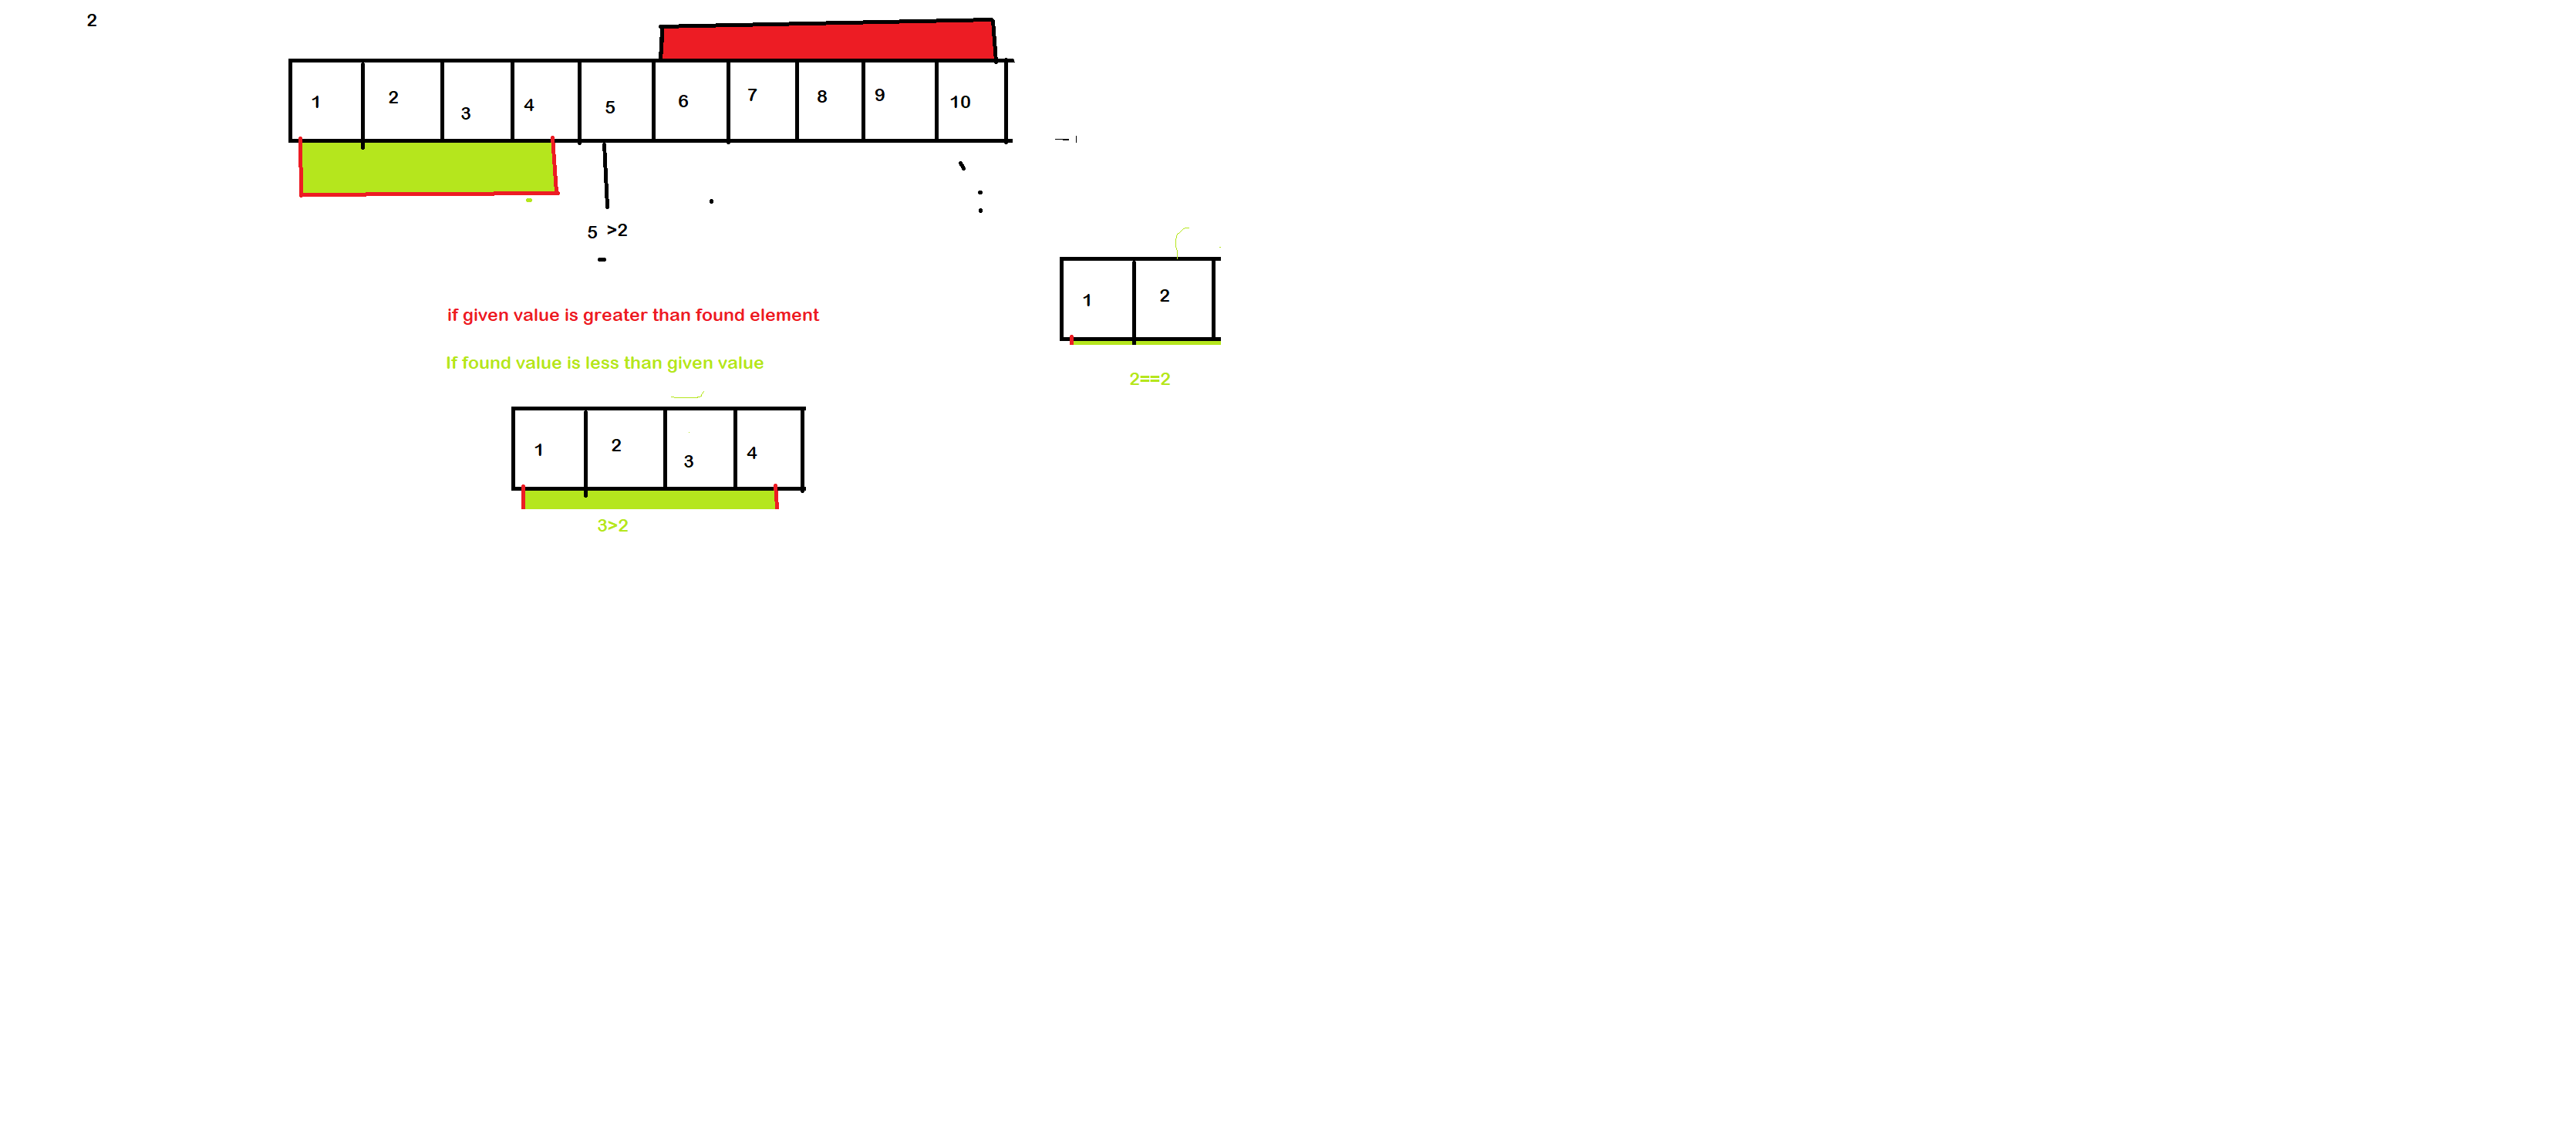 2
1 2 3 4 5 6 7 8 9 10
5 >2
1 2
if given value is greater than found element
If found value is less than given value
2==2
1 2 3 4
3>2